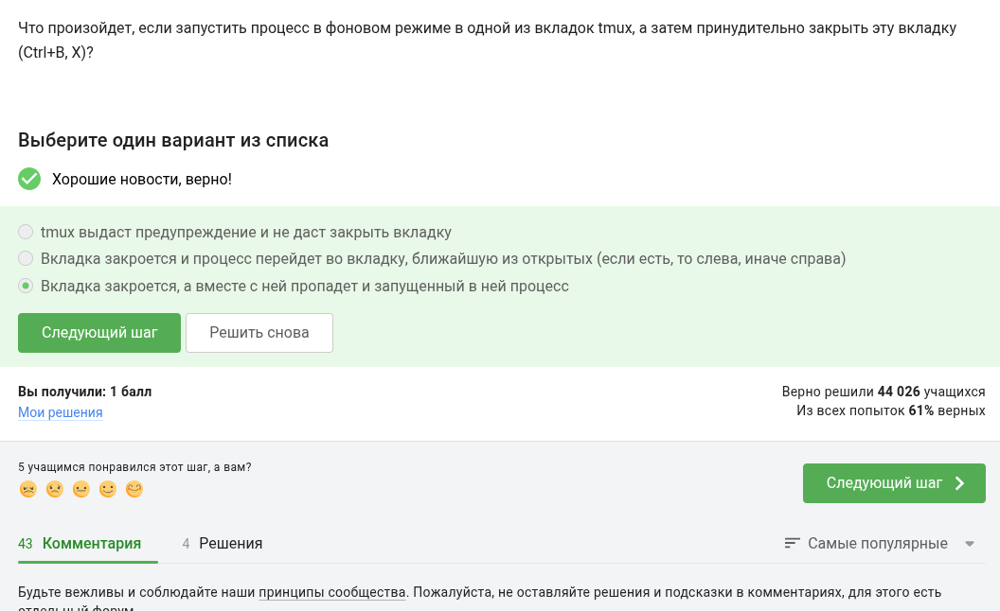 Что произойдет, если запустить процесс в фоновом режиме в одной из вкладок tmux, а затем принудительно закрыть эту вкладку
(Ctrl+B, X)?
Выберите один вариант из списка
Хорошие новости, верно!
tmux выдаст предупреждение и не даст закрыть вкладку
Вкладка закроется и процесс перейдет во вкладку, ближайшую из открытых (если есть, то слева, иначе справа)
Вкладка закроется, а вместе с ней пропадет и запущенный в ней процесс
Следующий шаг
Решить снова
Вы получили: 1 балл
Верно решили 44 026 учащихся
Мои решения
Из всех попыток 61% верных
5 учащимся понравился этот шаг, а вам?
Следующий шаг
43 Комментария
4 Решения
Самые популярные
Будьте вежливы и соблюдайте наши принципы сообщества. Пожалуйста, не оставляйте решения и подсказки в комментариях, для этого есть
отдельный форум.